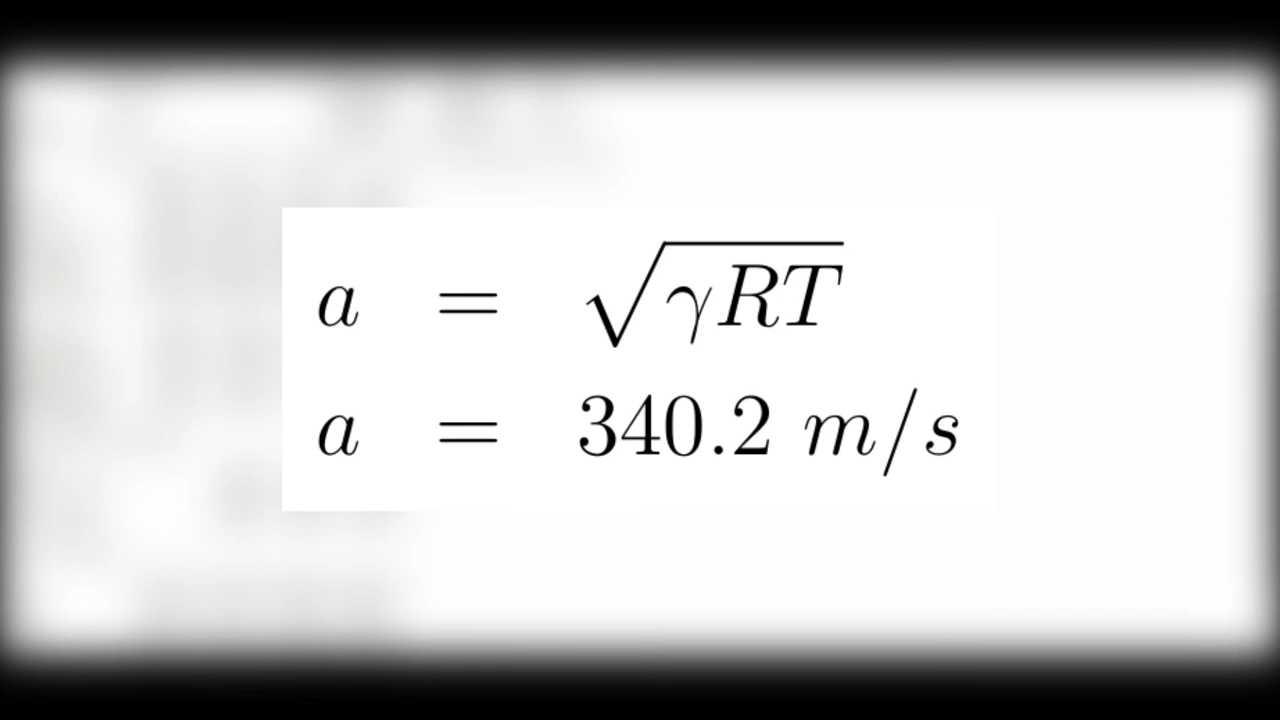 a = √γRT
a = 340.2 m/s